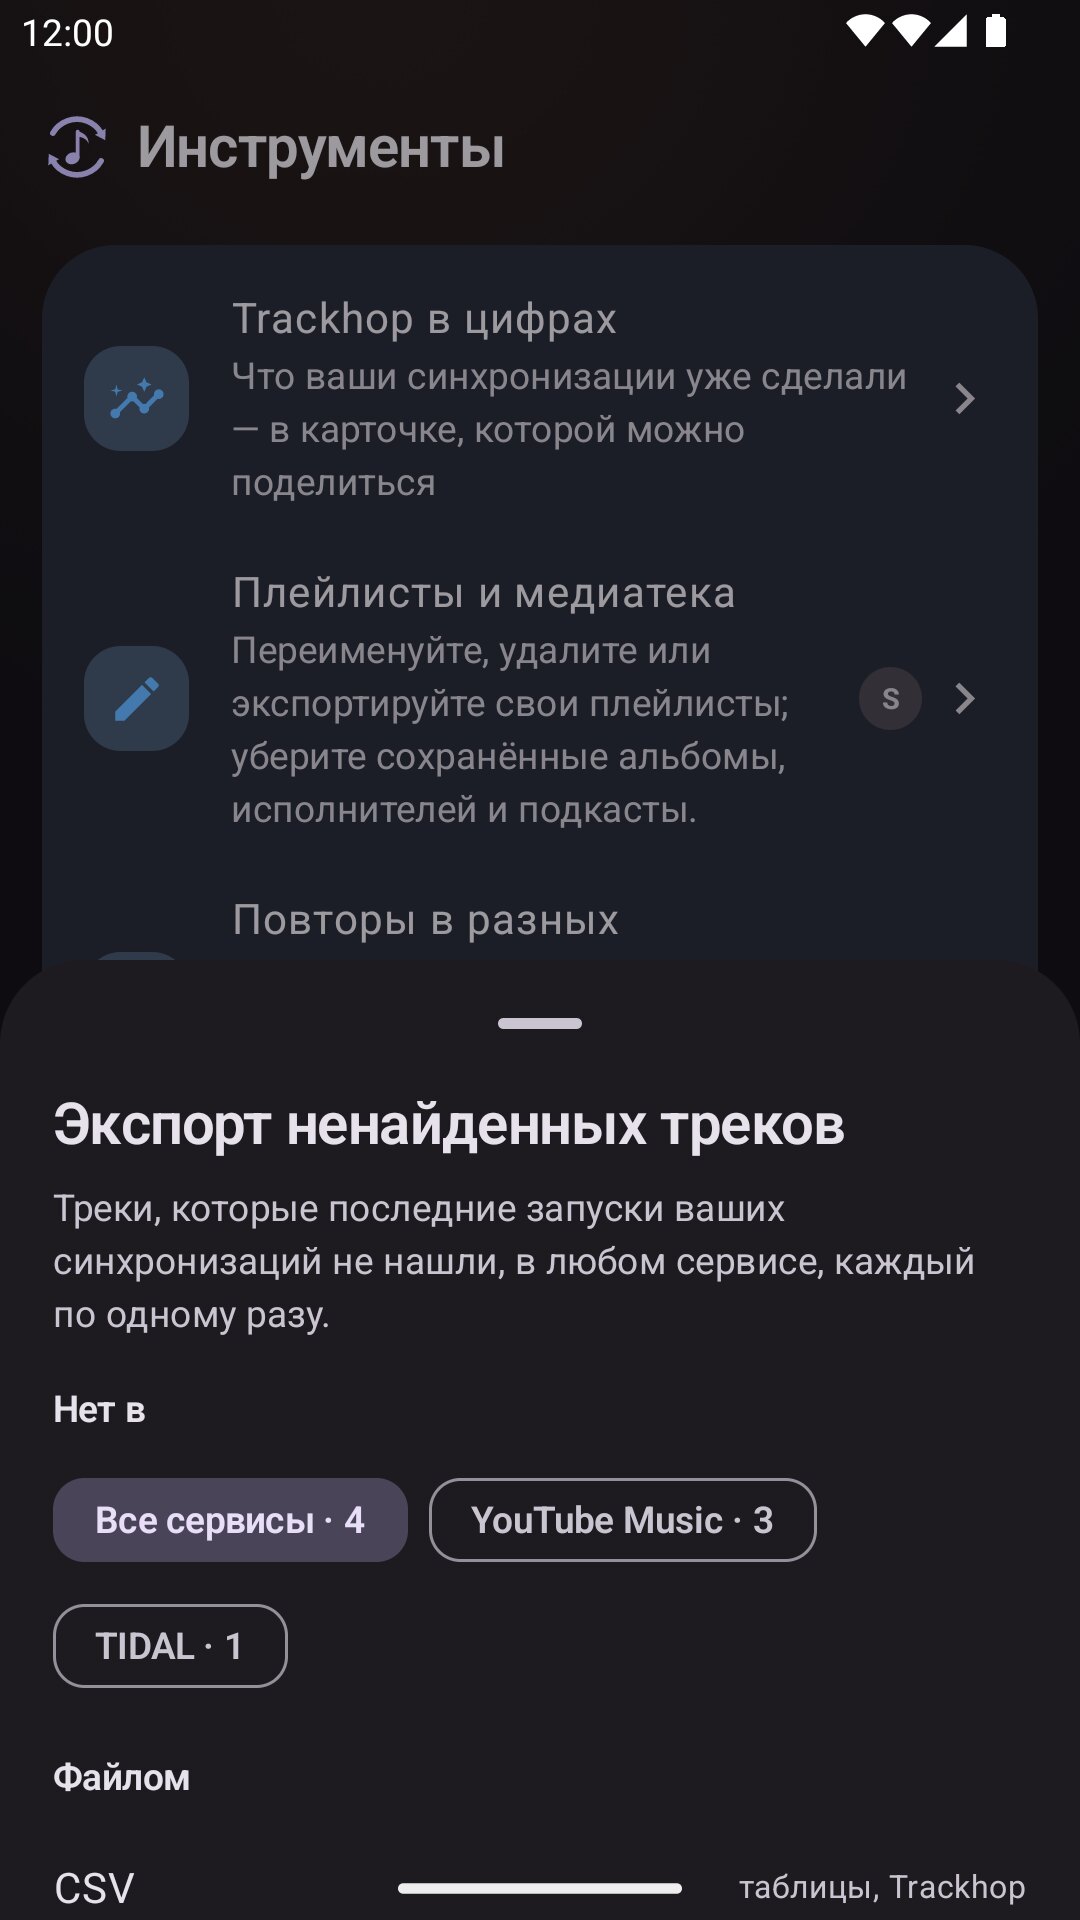 12:00
Инструменты
Trackhop в цифрах
Что ваши синхронизации уже сделали
— в карточке, которой можно
поделиться
Плейлисты и медиатека
Переименуйте, удалите или
экспортируйте свои плейлисты;
уберите сохранённые альбомы,
исполнителей и подкасты.
S
Повторы в разных
Экспорт ненайденных треков
Треки, которые последние запуски ваших
синхронизаций не нашли, в любом сервисе, каждый
по одному разу.
Нет в
Все сервисы · 4
YouTube Music · 3
TIDAL · 1
Файлом
CSV
таблицы, Trackhop